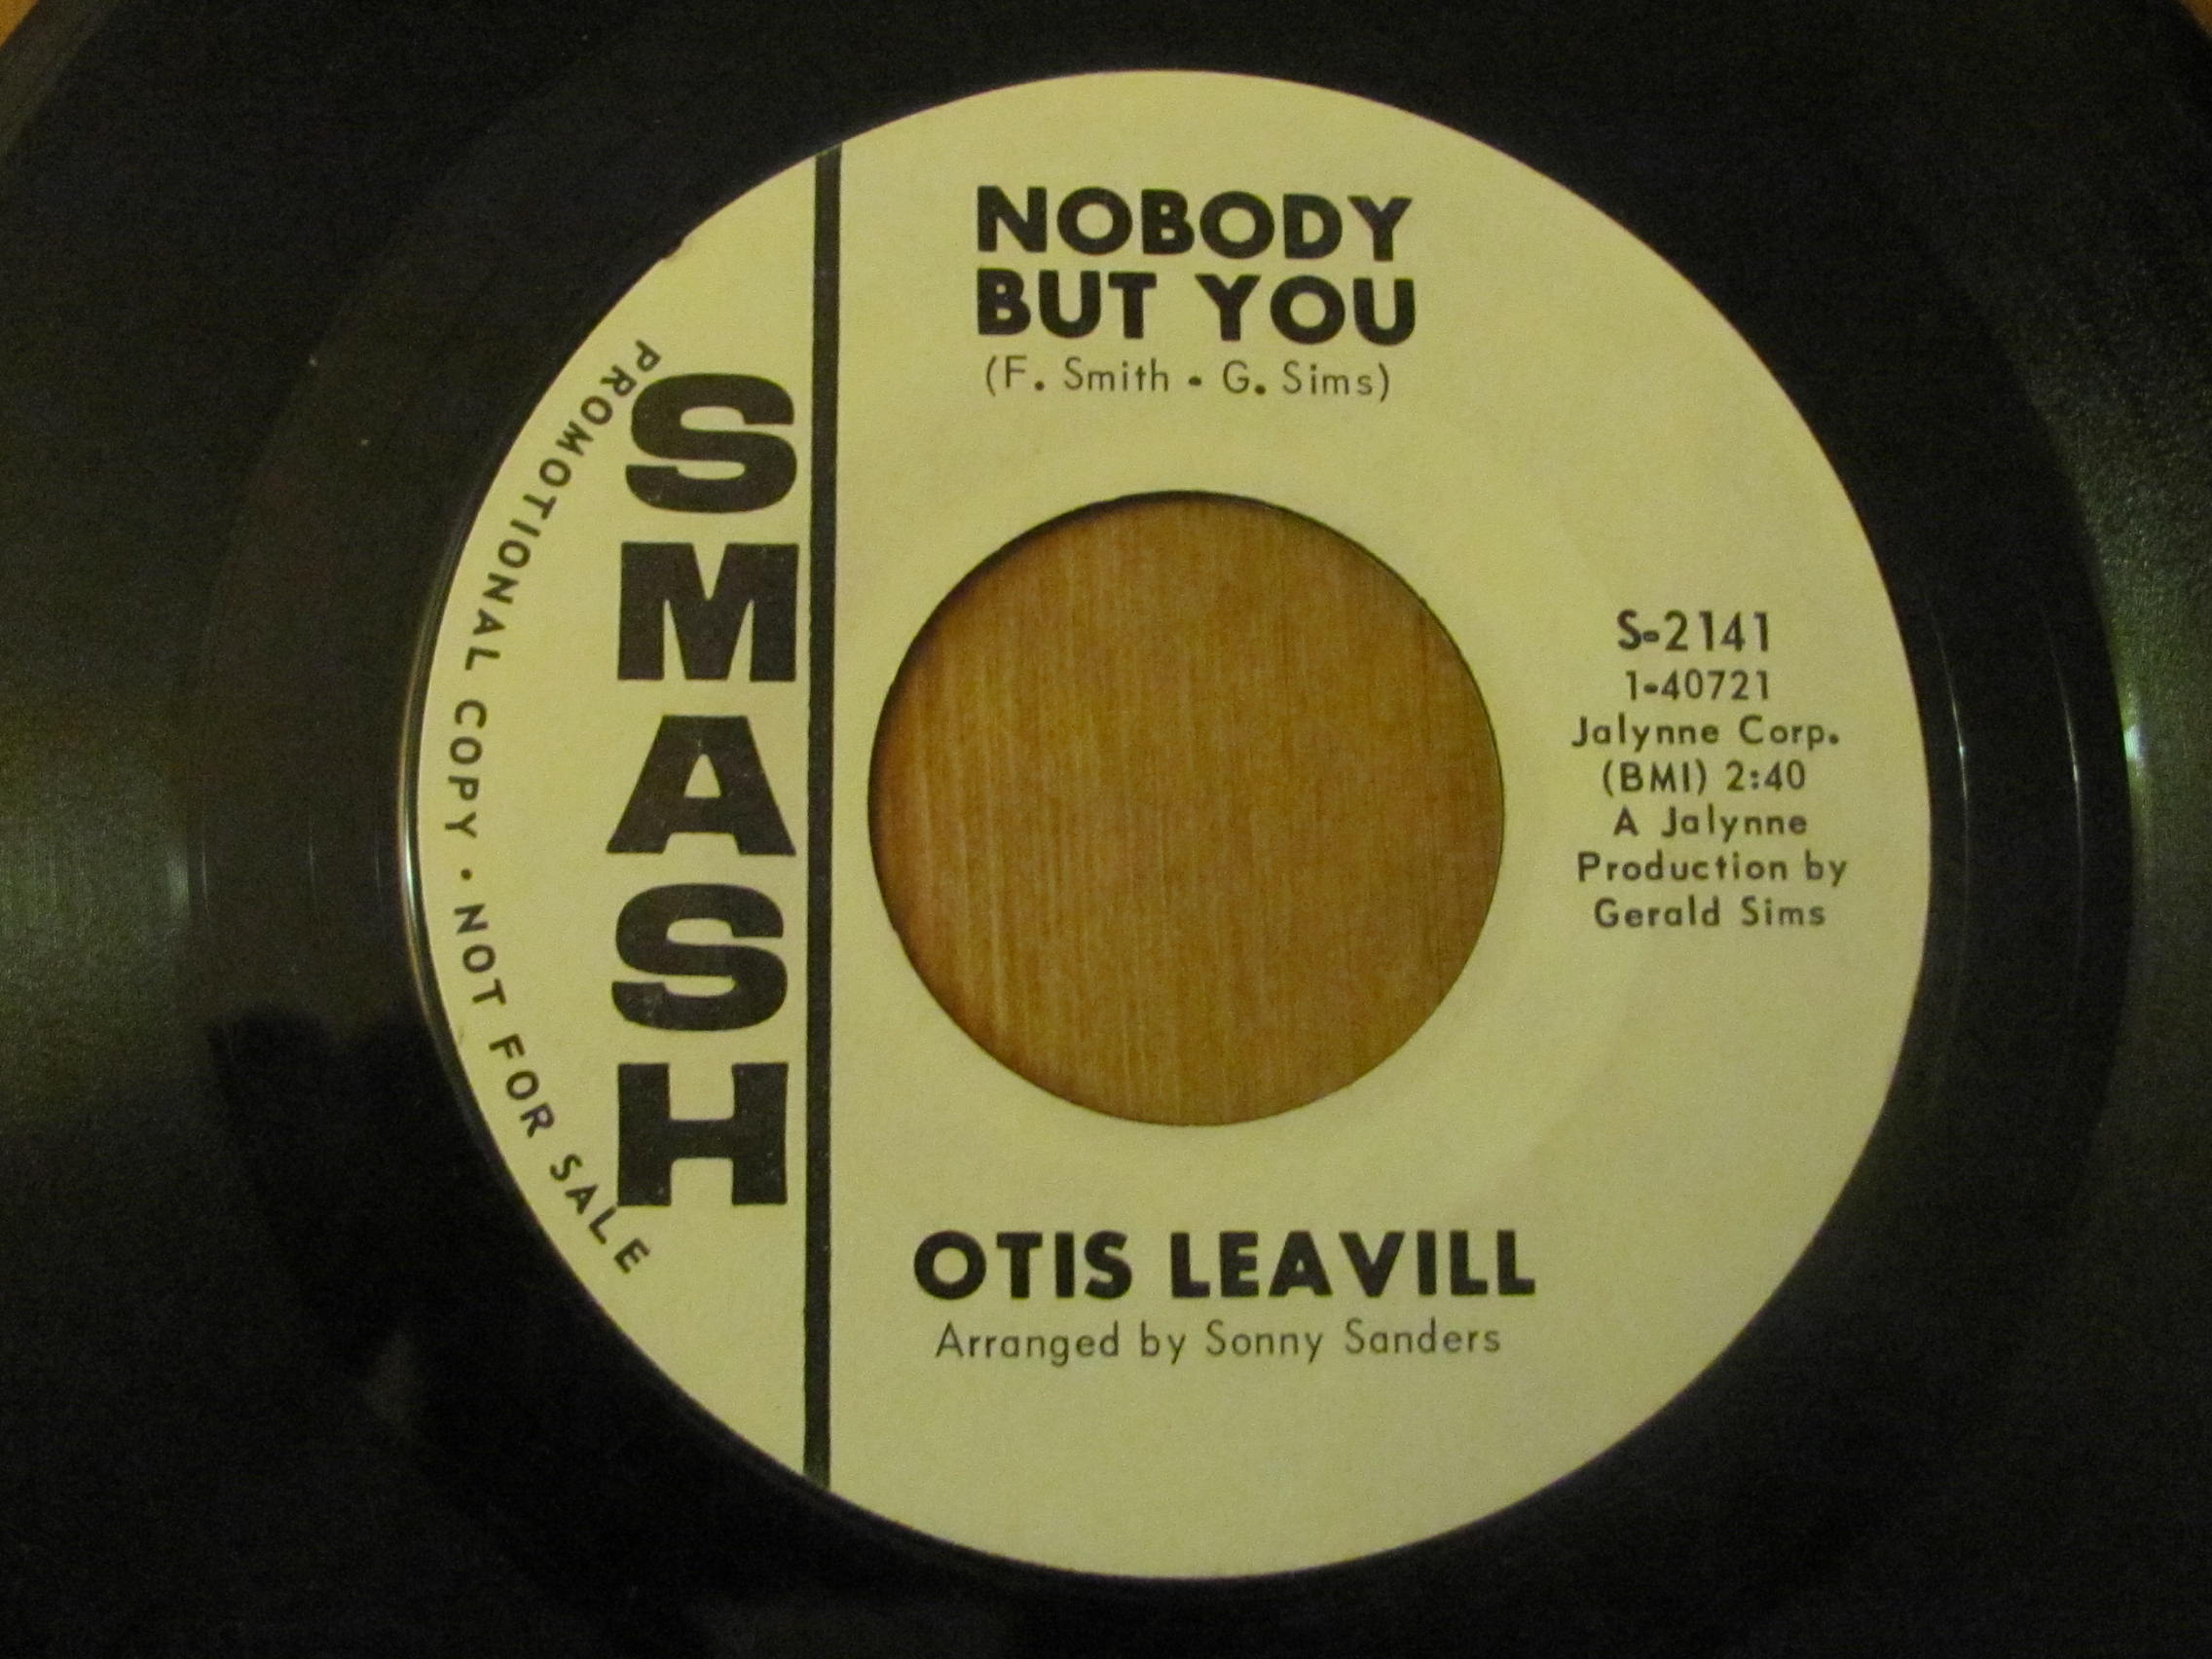 NOBODY
BUT YOU
(F. Smith - G. Sims)
PROMOTIONAL COPY · NOT FOR SALE
SMASH
S-2141
1-40721
Jalynne Corp.
(BMI) 2:40
A Jalynne
Production by
Gerald Sims
OTIS LEAVILL
Arranged by Sonny Sanders